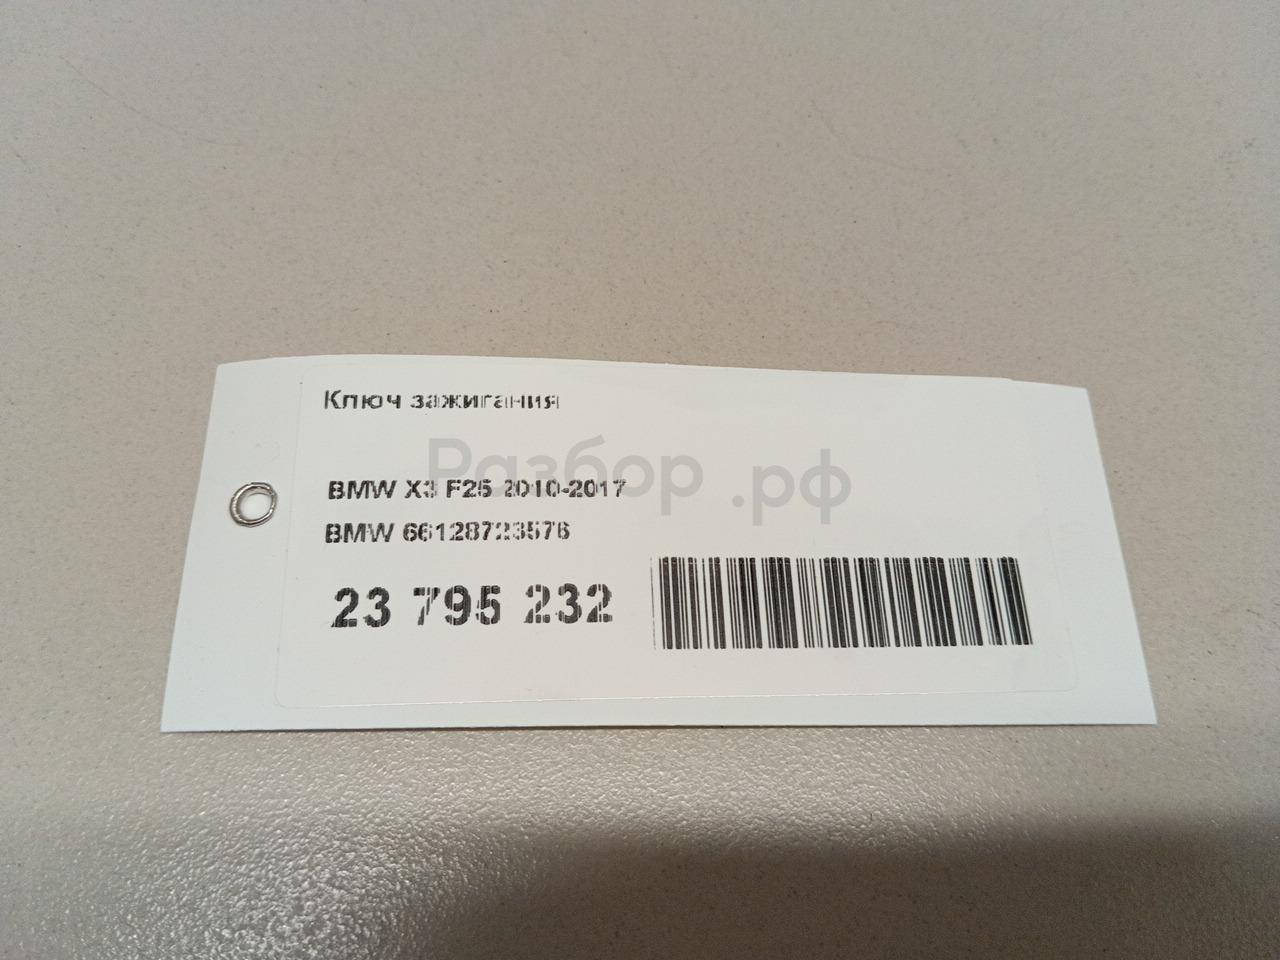 Ключ зажигания
Разбор.рф
BMW X3 F25 2010-2017
BMW 66128723576
23 795 232